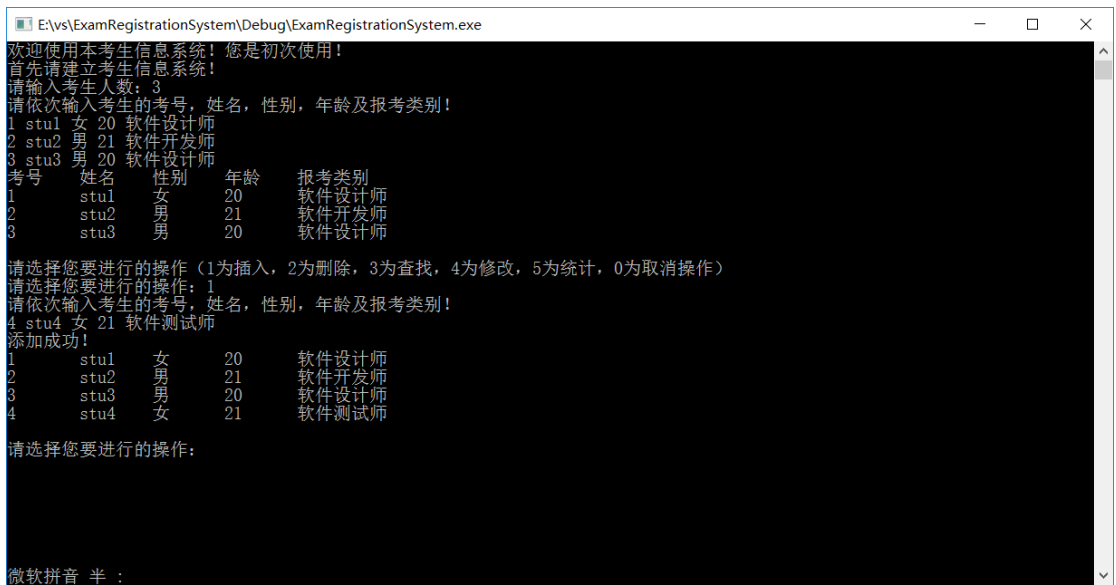 E:\vs\ExamRegistrationSystem\Debug\ExamRegistrationSystem.exe
欢迎使用本考生信息系统！您是初次使用！
首先请建立考生信息系统！
请输入考生人数：3
请依次输入考生的考号，姓名，性别，年龄及报考类别！
1 stu1 女 20 软件设计师
2 stu2 男 21 软件开发师
3 stu3 男 20 软件设计师
考号 姓名 性别 年龄 报考类别
1 stu1 女 20 软件设计师
2 stu2 男 21 软件开发师
3 stu3 男 20 软件设计师
请选择您要进行的操作（1为插入，2为删除，3为查找，4为修改，5为统计，0为取消操作）
请选择您要进行的操作：1
请依次输入考生的考号，姓名，性别，年龄及报考类别！
4 stu4 女 21 软件测试师
添加成功！
1 stu1 女 20 软件设计师
2 stu2 男 21 软件开发师
3 stu3 男 20 软件设计师
4 stu4 女 21 软件测试师
请选择您要进行的操作：
微软拼音 半 :